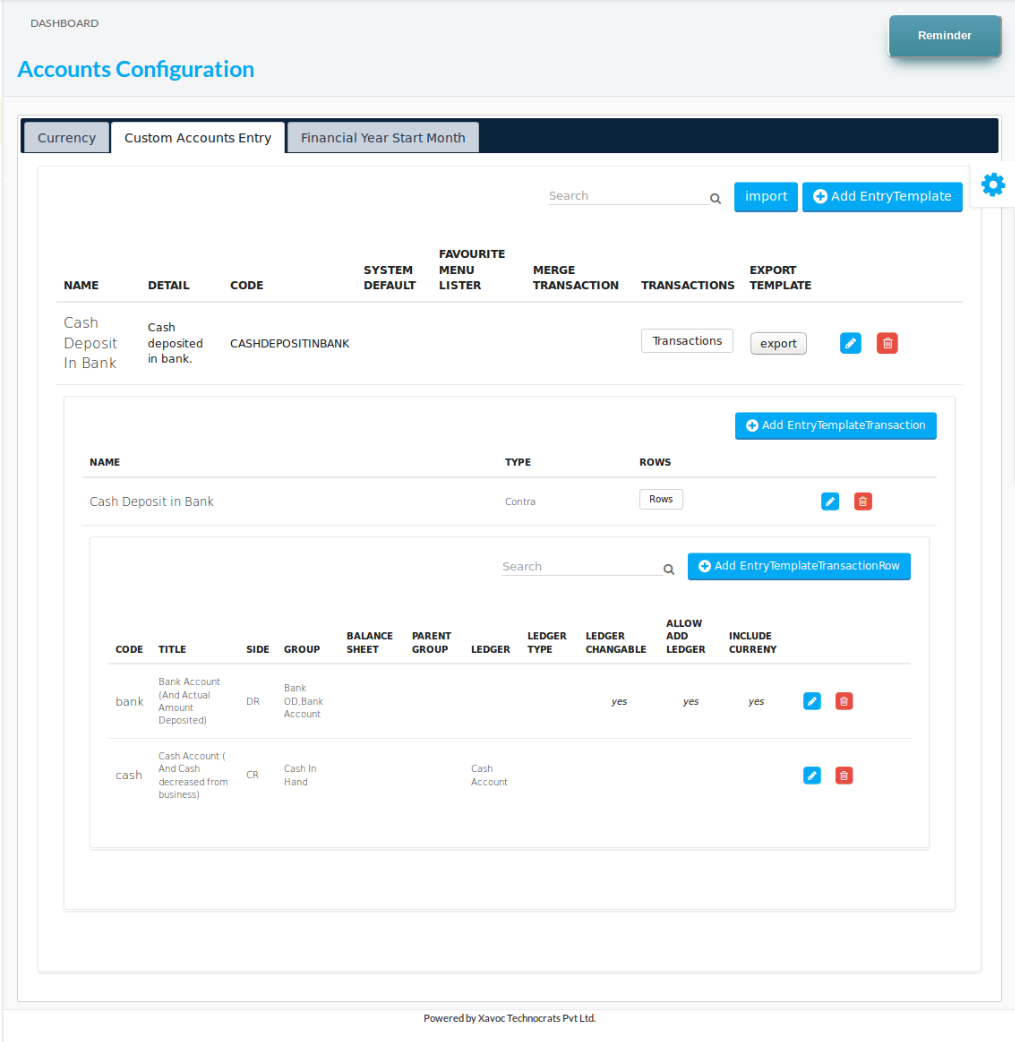 DASHBOARD
Reminder
Accounts Configuration
Currency
Custom Accounts Entry
Financial Year Start Month
Search
import
Add EntryTemplate
NAME
DETAIL
CODE
SYSTEM
DEFAULT
FAVOURITE
MENU
LISTER
MERGE
TRANSACTION
TRANSACTIONS
EXPORT
TEMPLATE
Cash
Deposit
In Bank
Cash
deposited
in bank.
CASHDEPOSITINBANK
Transactions
export
Add EntryTemplateTransaction
NAME
TYPE
ROWS
Cash Deposit in Bank
Contra
Rows
Search
Add EntryTemplateTransactionRow
CODE
TITLE
SIDE
GROUP
BALANCE
SHEET
PARENT
GROUP
LEDGER
LEDGER
TYPE
LEDGER
CHANGABLE
ALLOW
ADD
LEDGER
INCLUDE
CURRENY
bank
Bank Account
(And Actual
Amount
Deposited)
DR
Bank
OD,Bank
Account
yes
yes
yes
cash
Cash Account (
And Cash
decreased from
business)
CR
Cash In
Hand
Cash
Account
Powered by Xavoc Technocrats Pvt Ltd.